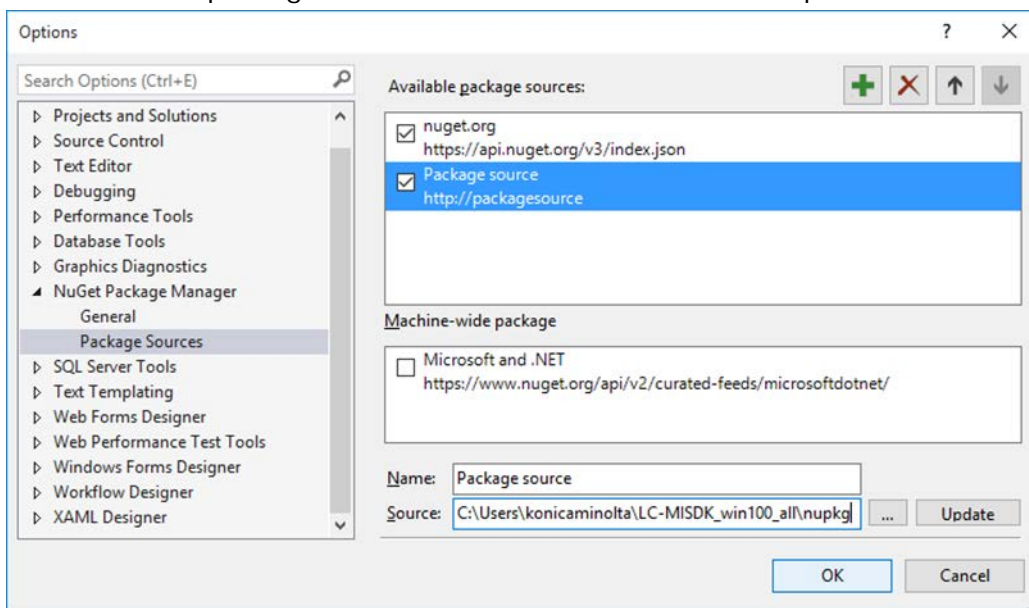 Options
?
Search Options (Ctrl+E)
Projects and Solutions
Source Control
Text Editor
Debugging
Performance Tools
Database Tools
Graphics Diagnostics
NuGet Package Manager
General
Package Sources
SQL Server Tools
Text Templating
Web Forms Designer
Web Performance Test Tools
Windows Forms Designer
Workflow Designer
XAML Designer
Available package sources:
nuget.org
https://api.nuget.org/v3/index.json
Package source
http://packagesource
Machine-wide package
Microsoft and .NET
https://www.nuget.org/api/v2/curated-feeds/microsoftdotnet/
Name: Package source
Source: C:\Users\konicaminolta\LC-MISDK_win100_all\nupkg ... Update
OK Cancel